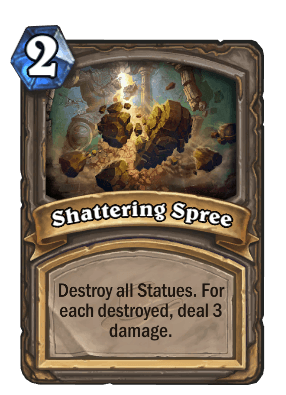 2
Shattering Spree
Destroy all Statues. For
each destroyed, deal 3
damage.